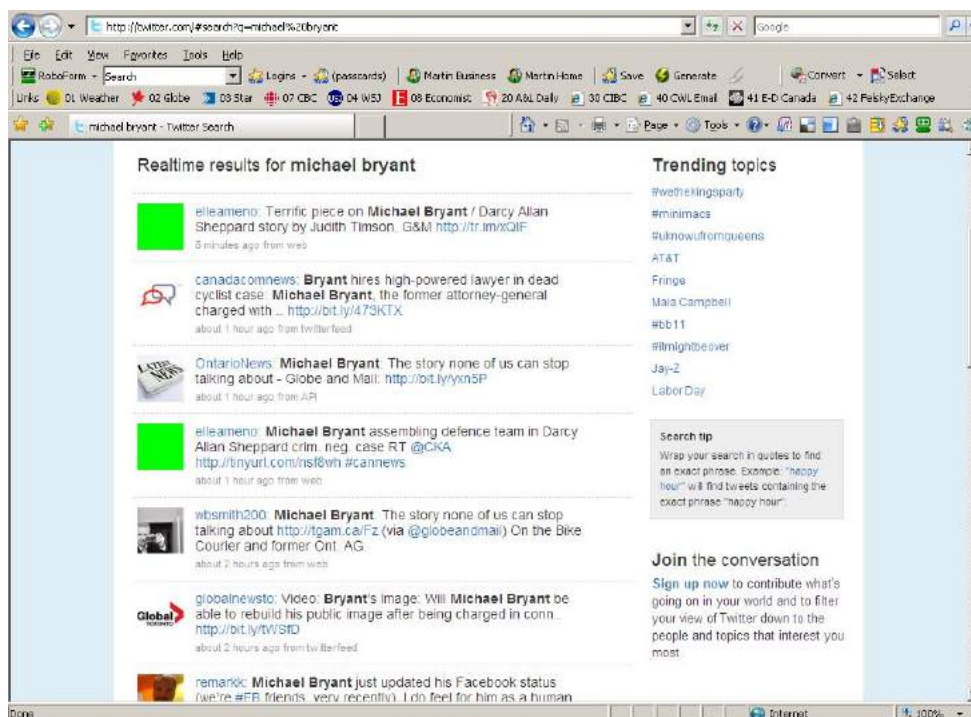 http://twitter.com/#search?q=michael%20bryant
Google
File Edit View Favorites Tools Help
RoboForm Search Logins (passcards) Martin Business Martin Home Save Generate Convert Select
Links 01 Weather 02 Globe 03 Star 07 CBC 04 WSJ 08 Economist 20 A&L Daily 30 CIBC 40 CWL Email 41 E-D Canada 42 FelskyExchange
michael bryant - Twitter Search Page Tools
Realtime results for michael bryant
elleameno: Terrific piece on Michael Bryant / Darcy Allan
Sheppard story by Judith Timson, G&M http://tr.im/xQIF
5 minutes ago from web
canadacomnews: Bryant hires high-powered lawyer in dead
cyclist case: Michael Bryant, the former attorney-general
charged with ... http://bit.ly/473KTX
about 1 hour ago from twitterfeed
OntarioNews: Michael Bryant: The story none of us can stop
talking about - Globe and Mail: http://bit.ly/yxn5P
about 1 hour ago from API
elleameno: Michael Bryant assembling defence team in Darcy
Allan Sheppard crim. neg. case RT @CKA
http://tinyurl.com/nsf8wh #cannews
about 1 hour ago from web
wbsmith200: Michael Bryant: The story none of us can stop
talking about http://tgam.ca/Fz (via @globeandmail) On the Bike
Courier and former Ont. AG
about 2 hours ago from web
Global
TORONTO
globalnewsto: Video: Bryant's image: Will Michael Bryant be
able to rebuild his public image after being charged in conn...
http://bit.ly/tWSfD
about 2 hours ago from twitterfeed
remarkk: Michael Bryant just updated his Facebook status
(we're #FB friends, very recently). I do feel for him as a human
Trending topics
#wethekingsparty
#minimacs
#uknowufromqueens
AT&T
Fringe
Maia Campbell
#bb11
#itmightbeover
Jay-Z
Labor Day
Search tip
Wrap your search in quotes to find
an exact phrase. Example: "happy
hour" will find tweets containing the
exact phrase "happy hour".
Join the conversation
Sign up now to contribute what's
going on in your world and to filter
your view of Twitter down to the
people and topics that interest you
most.
Done Internet 100%